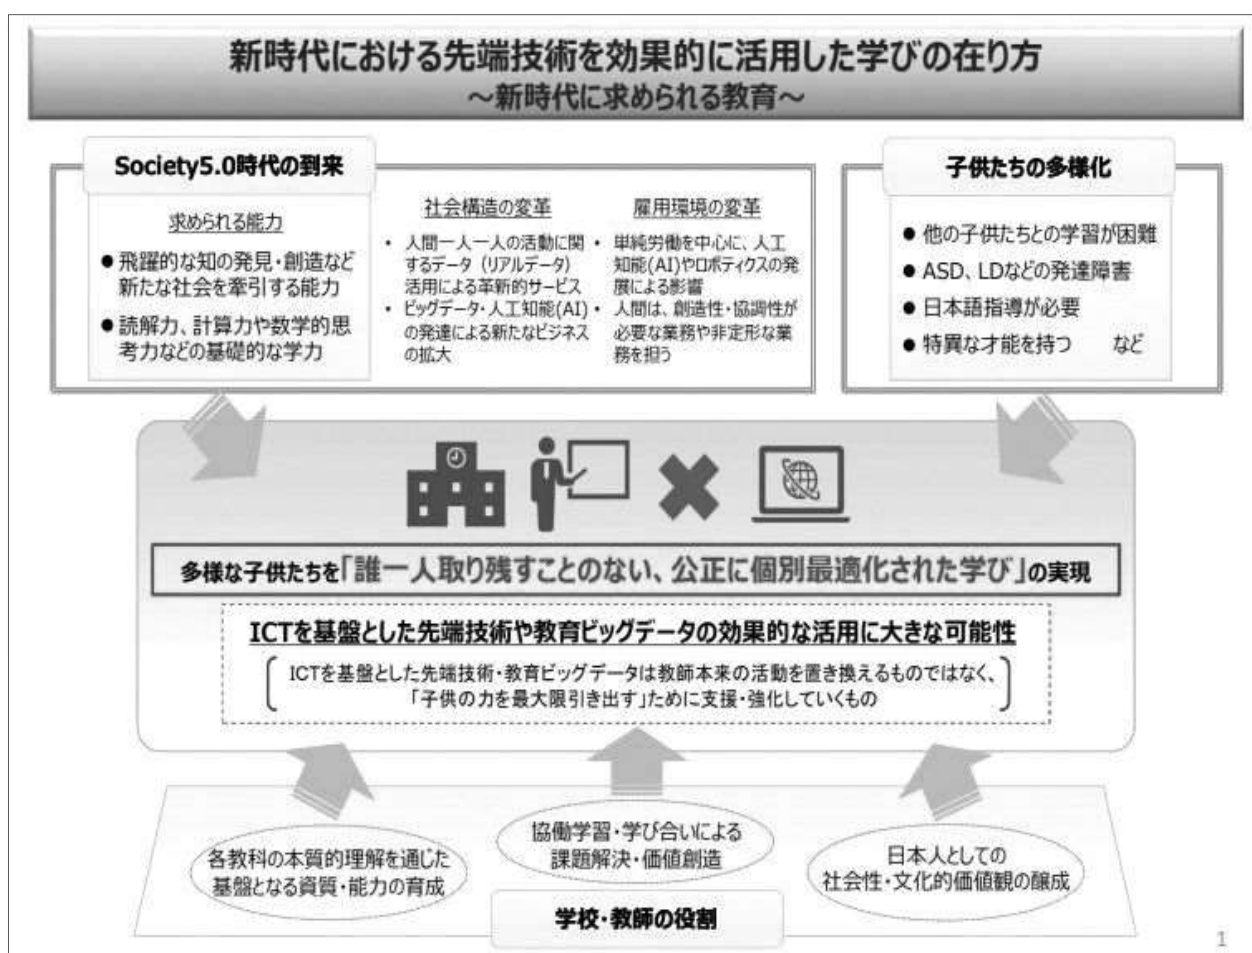 新時代における先端技術を効果的に活用した学びの在り方
～新時代に求められる教育～
Society5.0時代の到来
求められる能力
●飛躍的な知の発見・創造など
新たな社会を牽引する能力
●読解力、計算力や数学的思
考力などの基礎的な学力
社会構造の変革
• 人間一人一人の活動に関
するデータ（リアルデータ）
活用による革新的サービス
• ビッグデータ・人工知能(AI)
の発達による新たなビジネス
の拡大
雇用環境の変革
• 単純労働を中心に、人工
知能(AI)やロボティクスの発
展による影響
• 人間は、創造性・協調性が
必要な業務や非定形な業
務を担う
子供たちの多様化
● 他の子供たちとの学習が困難
● ASD、LDなどの発達障害
● 日本語指導が必要
● 特異な才能を持つ　　など
多様な子供たちを「誰一人取り残すことのない、公正に個別最適化された学び」の実現
ICTを基盤とした先端技術や教育ビッグデータの効果的な活用に大きな可能性
ICTを基盤とした先端技術・教育ビッグデータは教師本来の活動を置き換えるものではなく、
「子供の力を最大限引き出す」ために支援・強化していくもの
各教科の本質的理解を通じた
基盤となる資質・能力の育成
協働学習・学び合いによる
課題解決・価値創造
日本人としての
社会性・文化的価値観の醸成
学校・教師の役割
1